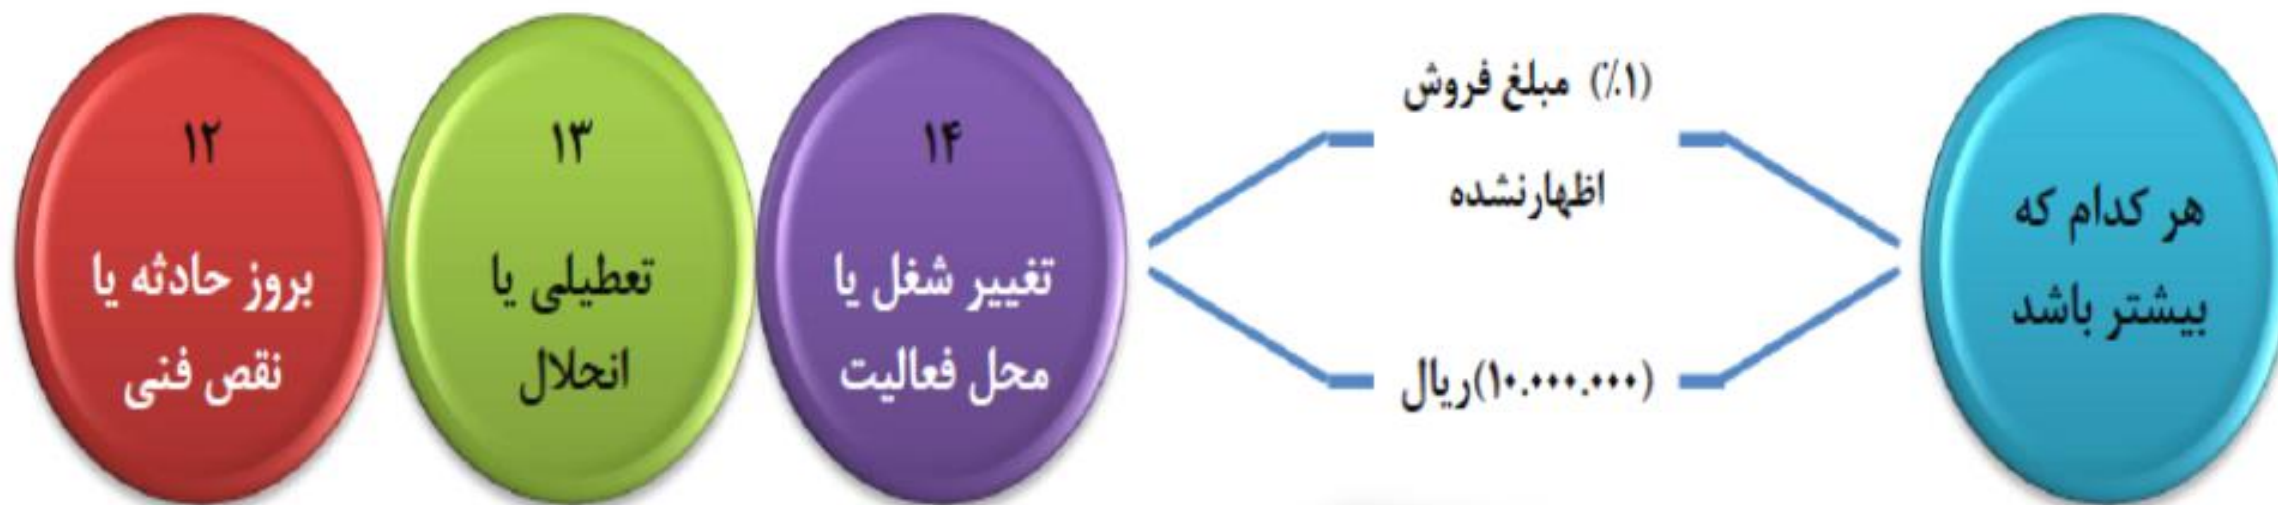 ۱۲
بروز حادثه یا
نقص فنی
۱۳
تعطیلی یا
انحلال
۱۴
تغییر شغل یا
محل فعالیت
(۱٪) مبلغ فروش
اظهارنشده
(۱۰.۰۰۰.۰۰۰)ریال
هر کدام که
بیشتر باشد